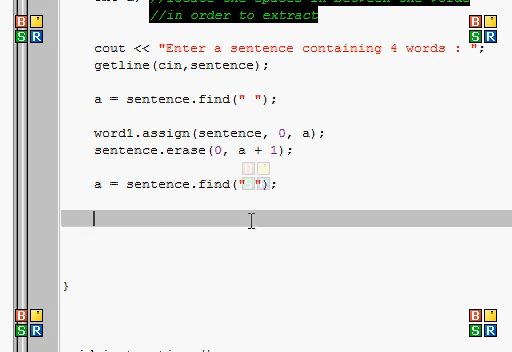 //in order to extract
B
S R
B
S R
cout << "Enter a sentence containing 4 words : ";
getline(cin,sentence);
a = sentence.find(" ");
word1.assign(sentence, 0, a);
sentence.erase(0, a + 1);
a = sentence.find(" ");
}
B
S R
B
S R